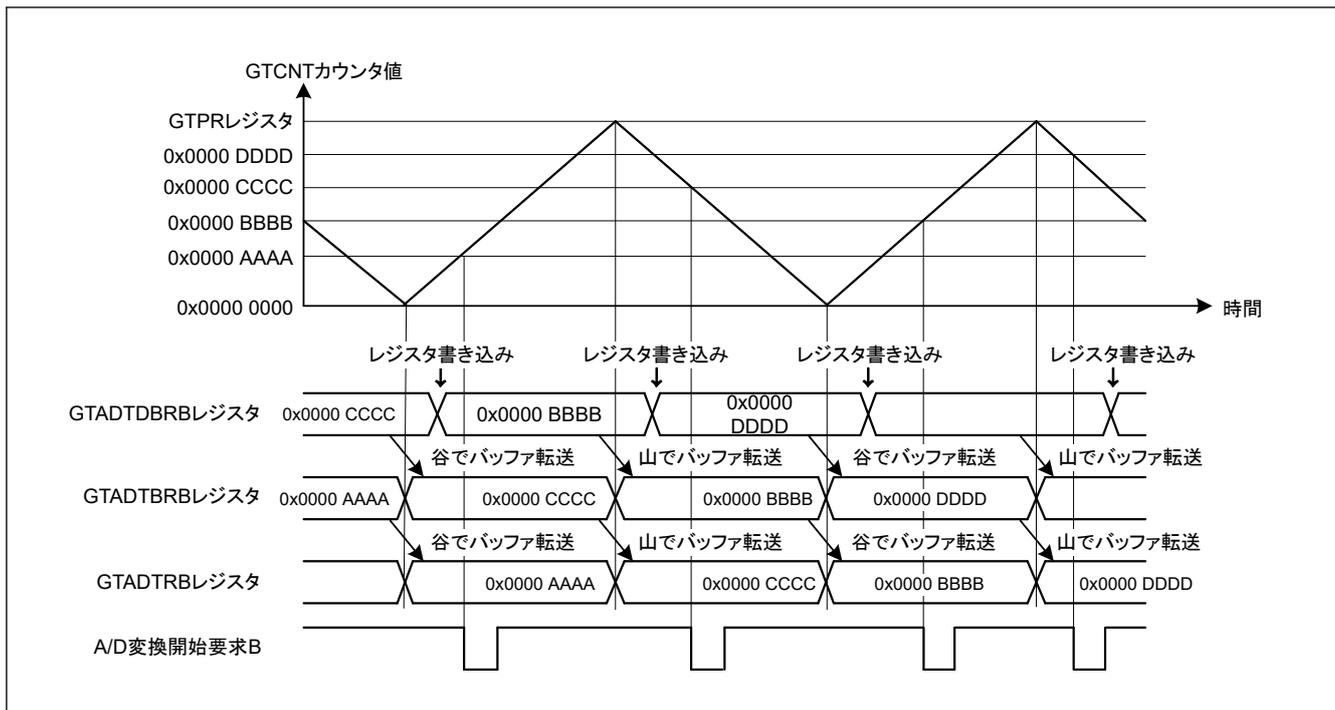 GTCNTカウンタ値
GTPRレジスタ
0x0000 DDDD
0x0000 CCCC
0x0000 BBBB
0x0000 AAAA
0x0000 0000
時間
レジスタ書き込み レジスタ書き込み レジスタ書き込み レジスタ書き込み
GTADTDBRBレジスタ 0x0000 CCCC 0x0000 BBBB 0x0000
DDDD
谷でバッファ転送 山でバッファ転送 谷でバッファ転送 山でバッファ転送
GTADTBRBレジスタ 0x0000 AAAA 0x0000 CCCC 0x0000 BBBB 0x0000 DDDD
谷でバッファ転送 山でバッファ転送 谷でバッファ転送 山でバッファ転送
GTADTRBレジスタ 0x0000 AAAA 0x0000 CCCC 0x0000 BBBB 0x0000 DDDD
A/D変換開始要求B